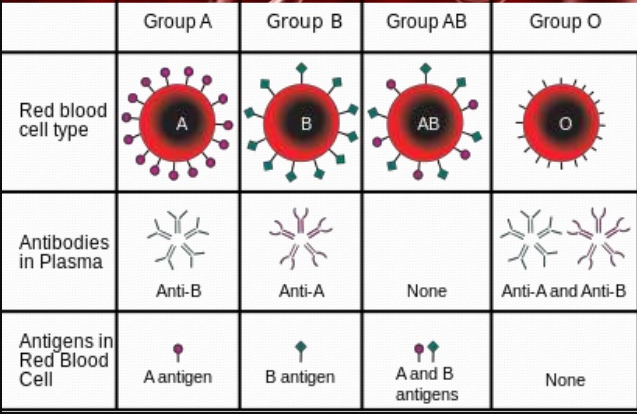 Group A
Group B
Group AB
Group O
Red blood
cell type
A
B
AB
O
Antibodies
in Plasma
Anti-B
Anti-A
None
Anti-A and Anti-B
Antigens in
Red Blood
Cell
A antigen
B antigen
A and B
antigens
None